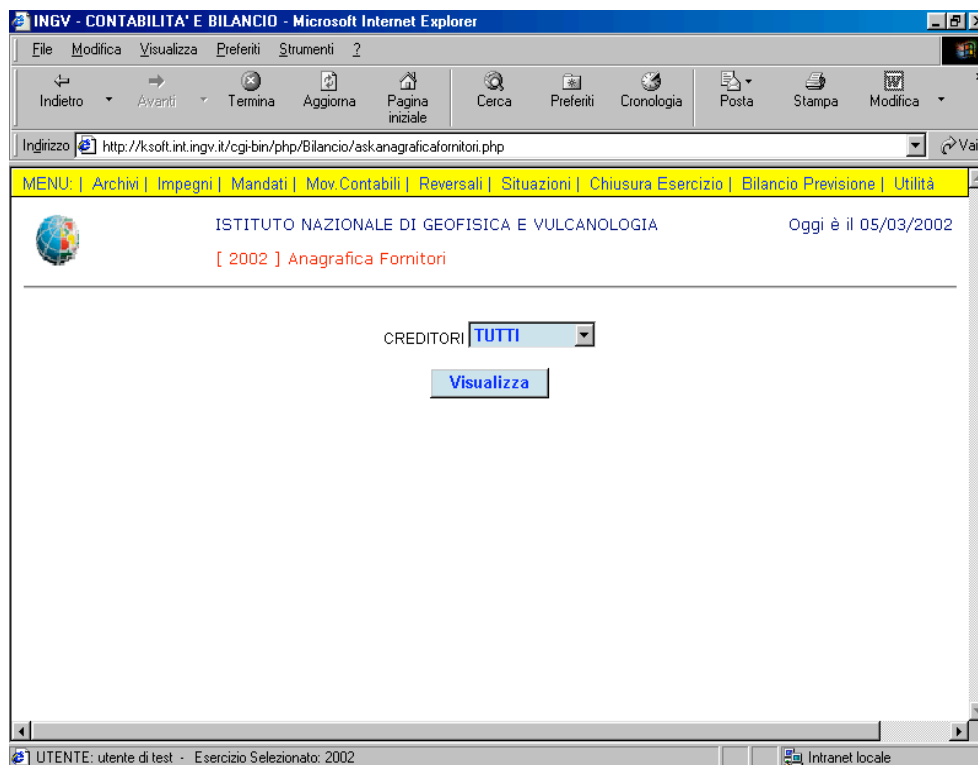 INGV - CONTABILITA' E BILANCIO - Microsoft Internet Explorer
File Modifica Visualizza Preferiti Strumenti ?
Indietro Avanti Termina Aggiorna Pagina iniziale Cerca Preferiti Cronologia Posta Stampa Modifica
Indirizzo http://ksoft.int.ingv.it/cgi-bin/php/Bilancio/askanagraficafornitori.php Vai
MENU: | Archivi | Impegni | Mandati | Mov.Contabili | Reversali | Situazioni | Chiusura Esercizio | Bilancio Previsione | Utilità
ISTITUTO NAZIONALE DI GEOFISICA E VULCANOLOGIA Oggi è il 05/03/2002
[ 2002 ] Anagrafica Fornitori
CREDITORI TUTTI
Visualizza
UTENTE: utente di test - Esercizio Selezionato: 2002 Intranet locale